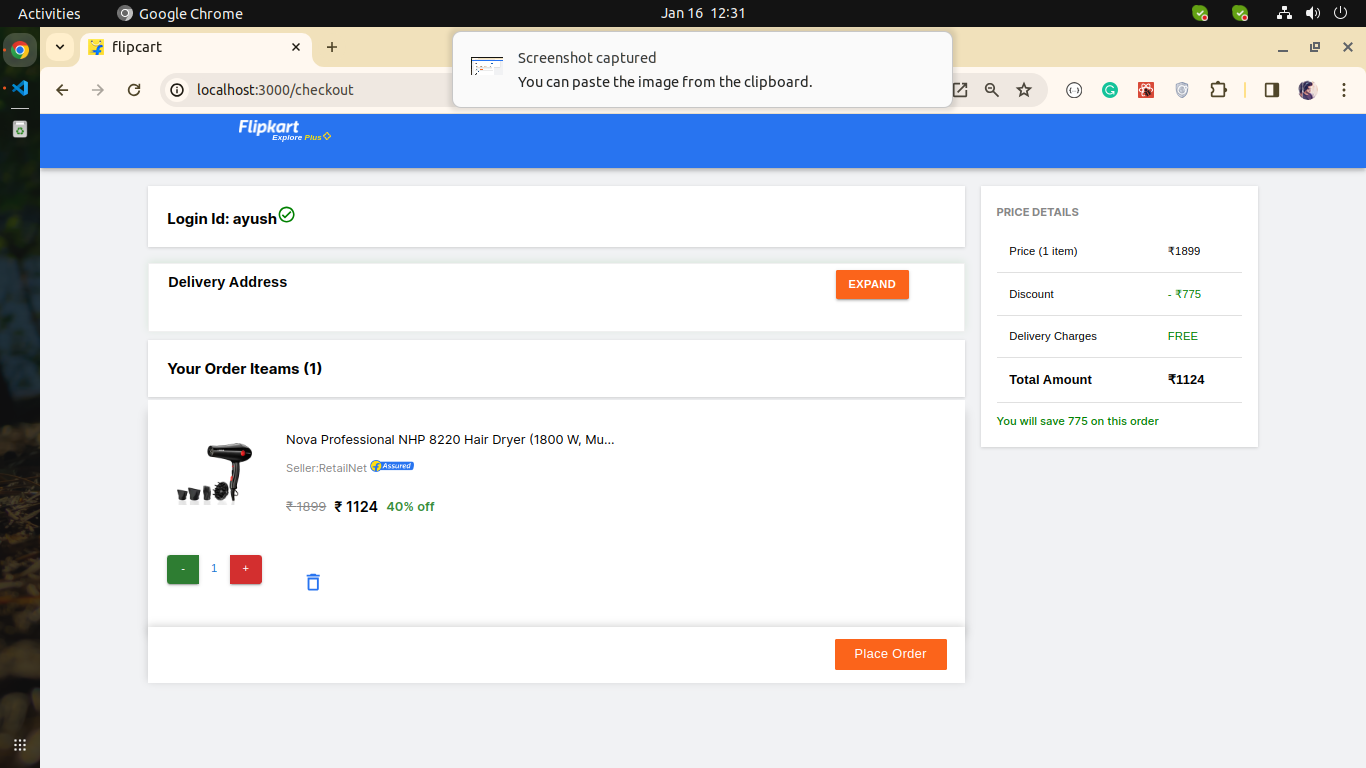 Activities
Google Chrome
Jan 16 12:31
flipcart
Screenshot captured
You can paste the image from the clipboard.
localhost:3000/checkout
Flipkart
Explore Plus
Login Id: ayush
Delivery Address
EXPAND
Your Order Iteams (1)
Nova Professional NHP 8220 Hair Dryer (1800 W, Mu...
Seller:RetailNet
Assured
₹ 1899 ₹ 1124 40% off
- 1 +
Place Order
PRICE DETAILS
Price (1 item) ₹1899
Discount - ₹775
Delivery Charges FREE
Total Amount ₹1124
You will save 775 on this order